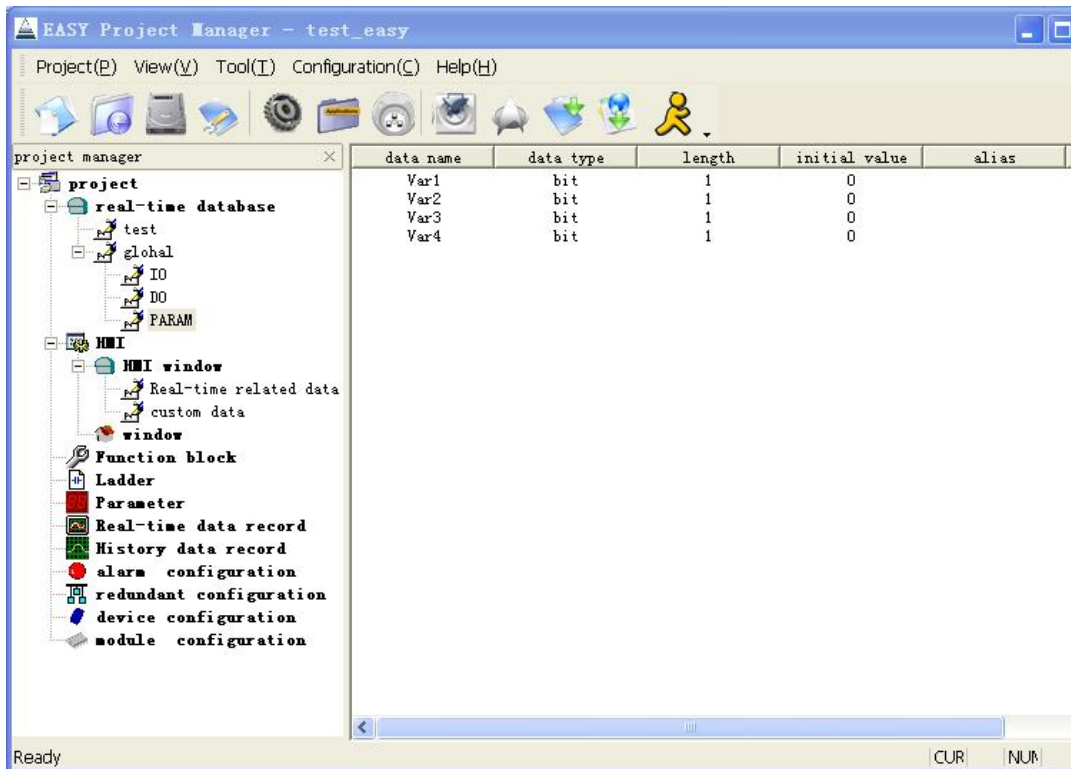 EASY Project Manager - test_easy
Project(P) View(V) Tool(T) Configuration(C) Help(H)
Applications
project manager
data name data type length initial value alias
project
real-time database
test
glohal
IO
DO
PARAM
HMI
HMI window
Real-time related data
custom data
window
Function block
Ladder
Parameter
Real-time data record
History data record
alarm configuration
redundant configuration
device configuration
module configuration
Var1 bit 1 0
Var2 bit 1 0
Var3 bit 1 0
Var4 bit 1 0
Ready CUR NUM